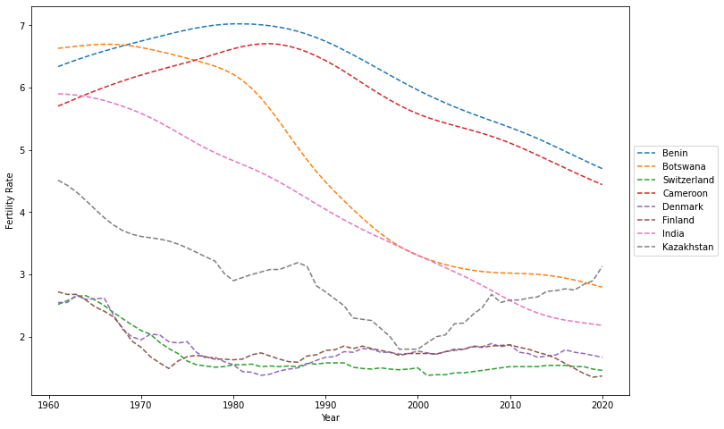 7
6
5
4
3
2
Fertility Rate
1960
1970
1980
1990
2000
2010
2020
Year
Benin
Botswana
Switzerland
Cameroon
Denmark
Finland
India
Kazakhstan